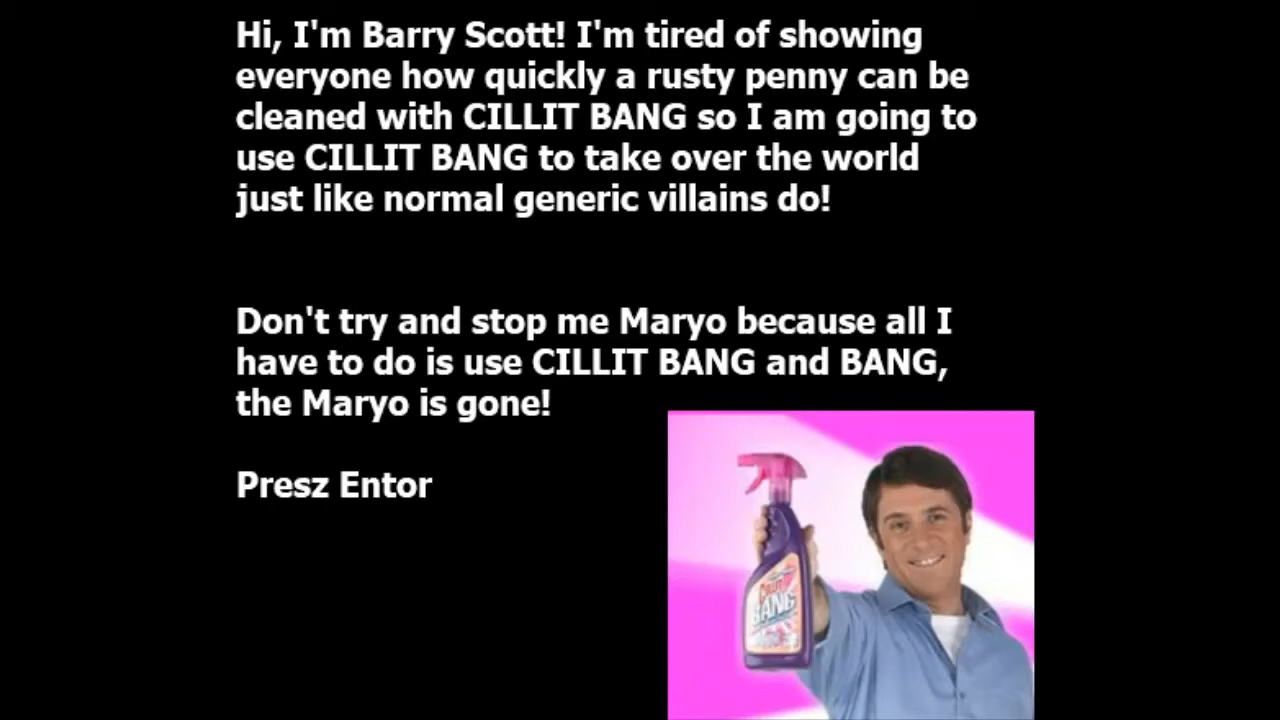 Hi, I'm Barry Scott! I'm tired of showing
everyone how quickly a rusty penny can be
cleaned with CILLIT BANG so I am going to
use CILLIT BANG to take over the world
just like normal generic villains do!
Don't try and stop me Maryo because all I
have to do is use CILLIT BANG and BANG,
the Maryo is gone!
Presz Entor
Cillit
BANG